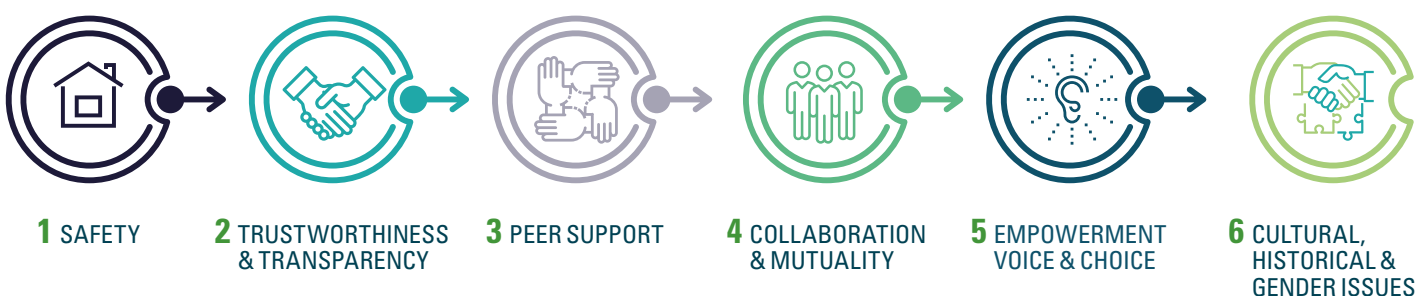 1 SAFETY
2 TRUSTWORTHINESS
& TRANSPARENCY
3 PEER SUPPORT
4 COLLABORATION
& MUTUALITY
5 EMPOWERMENT
VOICE & CHOICE
6 CULTURAL,
HISTORICAL &
GENDER ISSUES